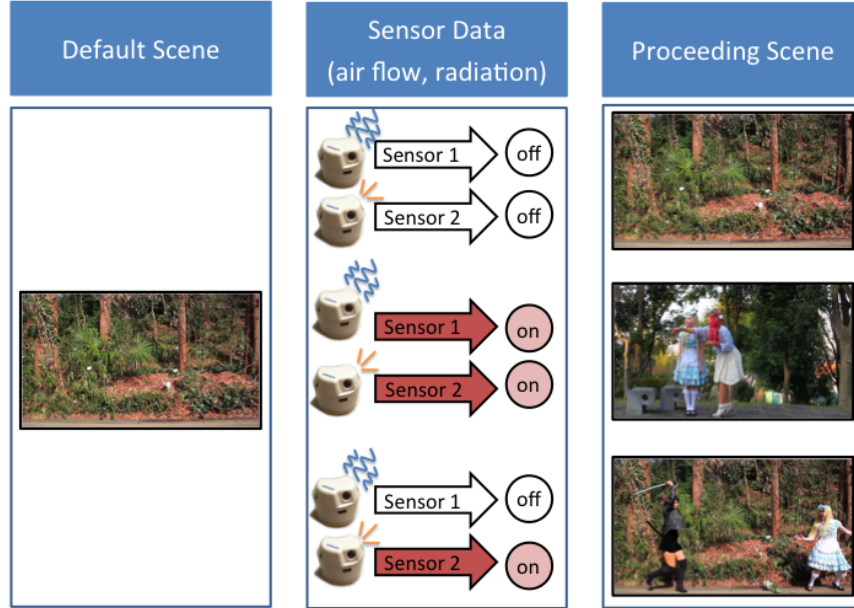 Default Scene
Sensor Data
(air flow, radiation)
Proceeding Scene
Sensor 1
off
Sensor 2
off
Sensor 1
on
Sensor 2
on
Sensor 1
off
Sensor 2
on